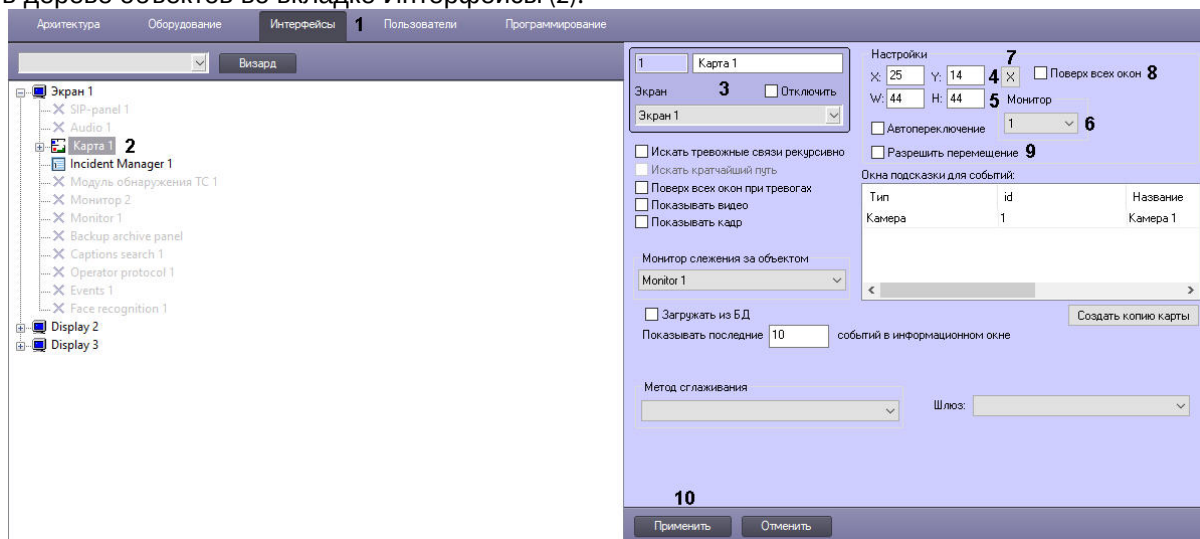 в дереве объектов во вкладке Интерфейсы (2).
Архитектура Оборудование Интерфейсы 1 Пользователи Программирование
Визард
Экран 1
SIP-panel 1
Audio 1
Карта 1 2
Incident Manager 1
Модуль обнаружения ТС 1
Монитор 2
Monitor 1
Backup archive panel
Captions search 1
Operator protocol 1
Events 1
Face recognition 1
Display 2
Display 3
1 Карта 1
Экран 3 Отключить
Экран 1
Настройки 7
X: 25 Y: 14 4 X Поверх всех окон 8
W: 44 H: 44 5 Монитор
Автопереключение 1 6
Разрешить перемещение 9
Искать тревожные связи рекурсивно
Искать кратчайший путь
Поверх всех окон при тревогах
Показывать видео
Показывать кадр
Окна подсказки для событий:
Тип id Название
Камера 1 Камера 1
Монитор слежения за объектом
Monitor 1
Загружать из БД
Создать копию карты
Показывать последние 10 событий в информационном окне
Метод сглаживания
Шлюз:
10
Применить Отменить